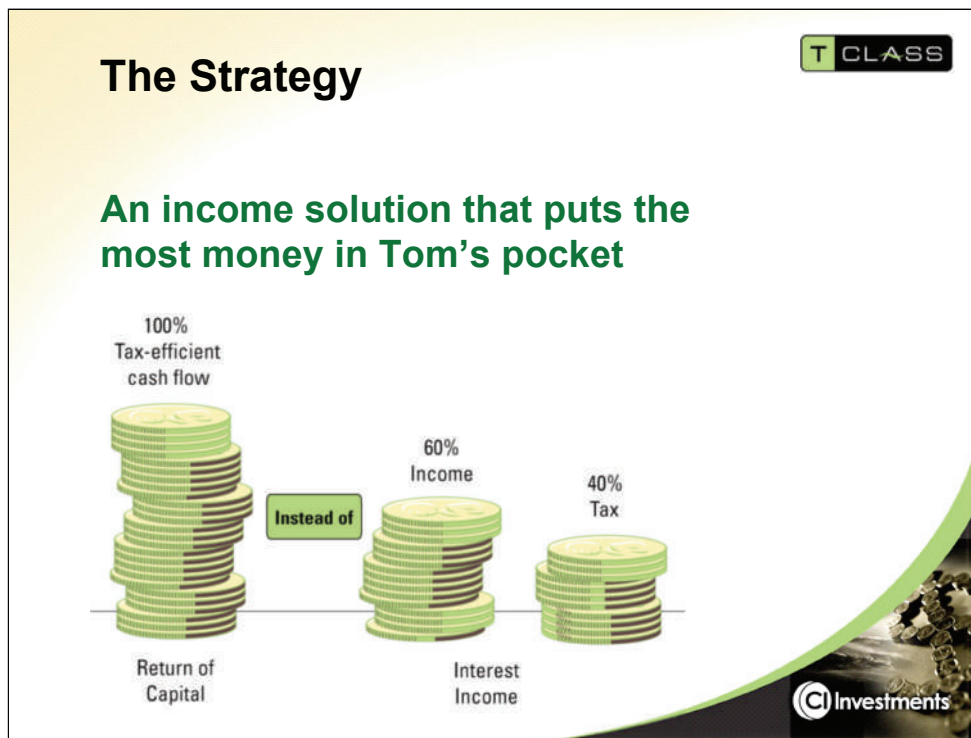 The Strategy
T CLASS
An income solution that puts the
most money in Tom’s pocket
100%
Tax-efficient
cash flow
Instead of
60%
Income
40%
Tax
Return of
Capital
Interest
Income
CI Investments